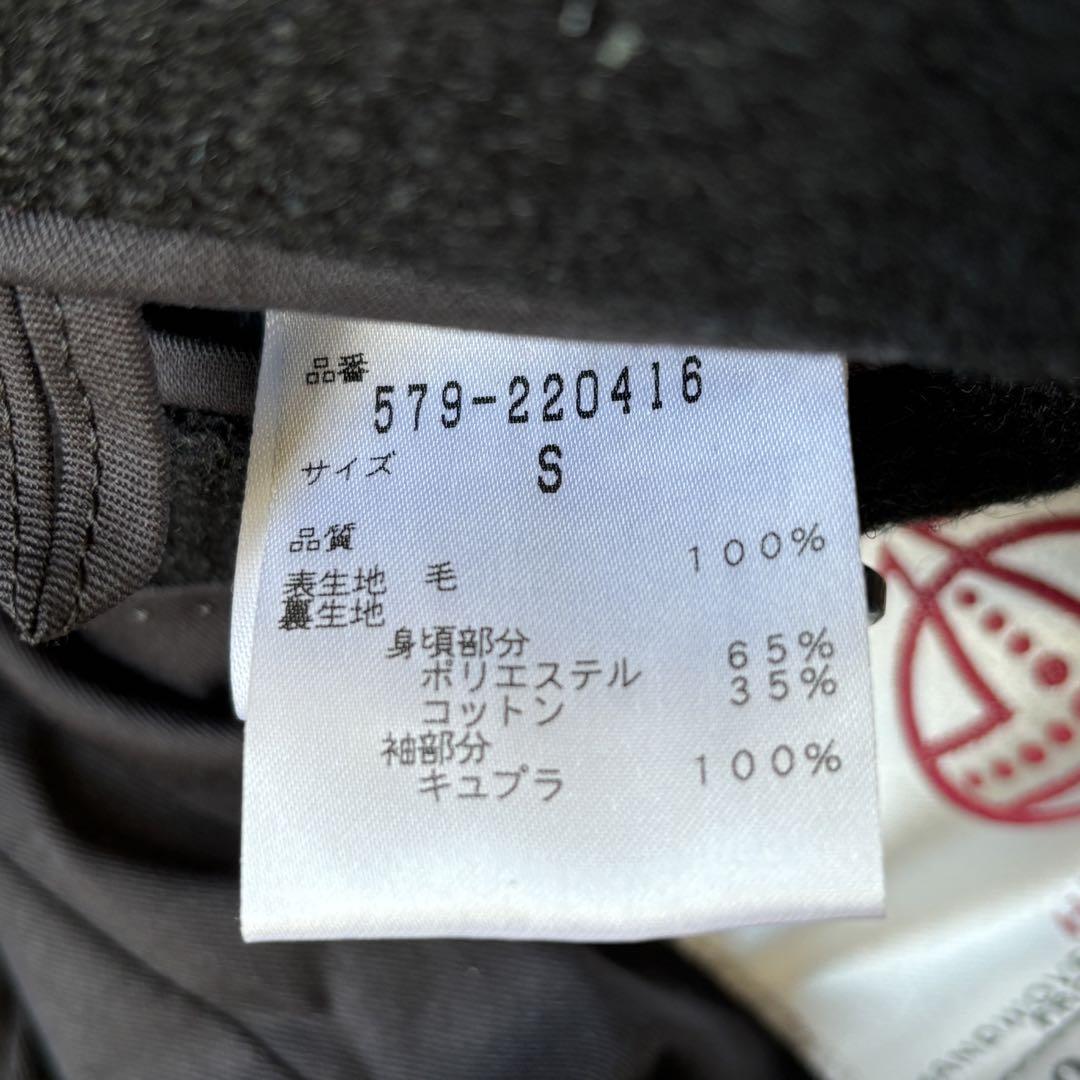 品番
579-220416
サイズ S
品質
表生地 毛 100%
裏生地
身頃部分
ポリエステル 65%
コットン 35%
袖部分
キュプラ 100%